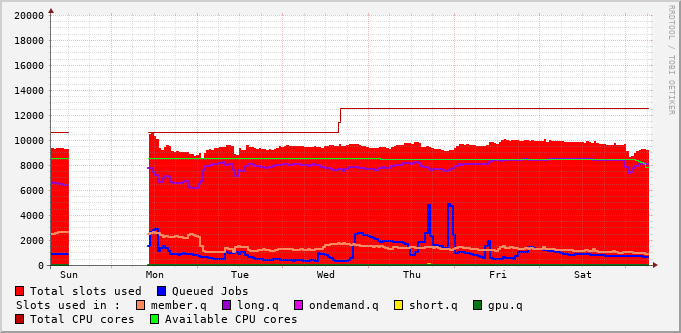 20000
18000
16000
14000
12000
10000
8000
6000
4000
2000
0
Sun Mon Tue Wed Thu Fri Sat
RRDTOOL / TOBI OETIKER
Total slots used Queued Jobs
Slots used in : member.q long.q ondemand.q short.q gpu.q
Total CPU cores Available CPU cores